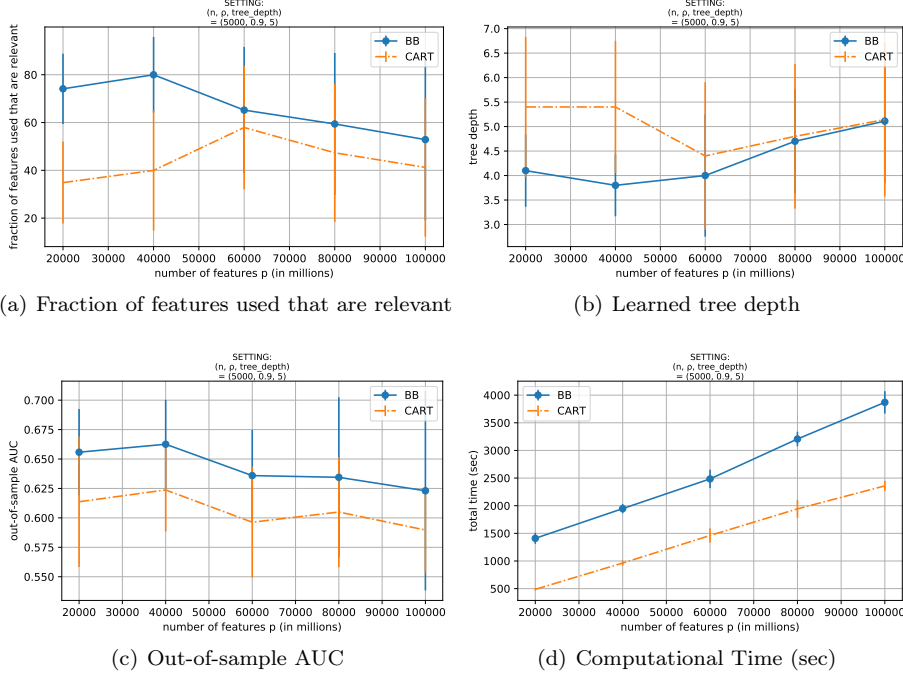 SETTING:
(n, ρ, tree_depth)
= (5000, 0.9, 5)
BB
CART
fraction of features used that are relevant
80
60
40
20
20000 30000 40000 50000 60000 70000 80000 90000 100000
number of features p (in millions)
(a) Fraction of features used that are relevant
SETTING:
(n, ρ, tree_depth)
= (5000, 0.9, 5)
BB
CART
tree depth
7.0
6.5
6.0
5.5
5.0
4.5
4.0
3.5
3.0
20000 30000 40000 50000 60000 70000 80000 90000 100000
number of features p (in millions)
(b) Learned tree depth
SETTING:
(n, ρ, tree_depth)
= (5000, 0.9, 5)
BB
CART
out-of-sample AUC
0.700
0.675
0.650
0.625
0.600
0.575
0.550
20000 30000 40000 50000 60000 70000 80000 90000 100000
number of features p (in millions)
(c) Out-of-sample AUC
SETTING:
(n, ρ, tree_depth)
= (5000, 0.9, 5)
BB
CART
total time (sec)
4000
3500
3000
2500
2000
1500
1000
500
20000 30000 40000 50000 60000 70000 80000 90000 100000
number of features p (in millions)
(d) Computational Time (sec)